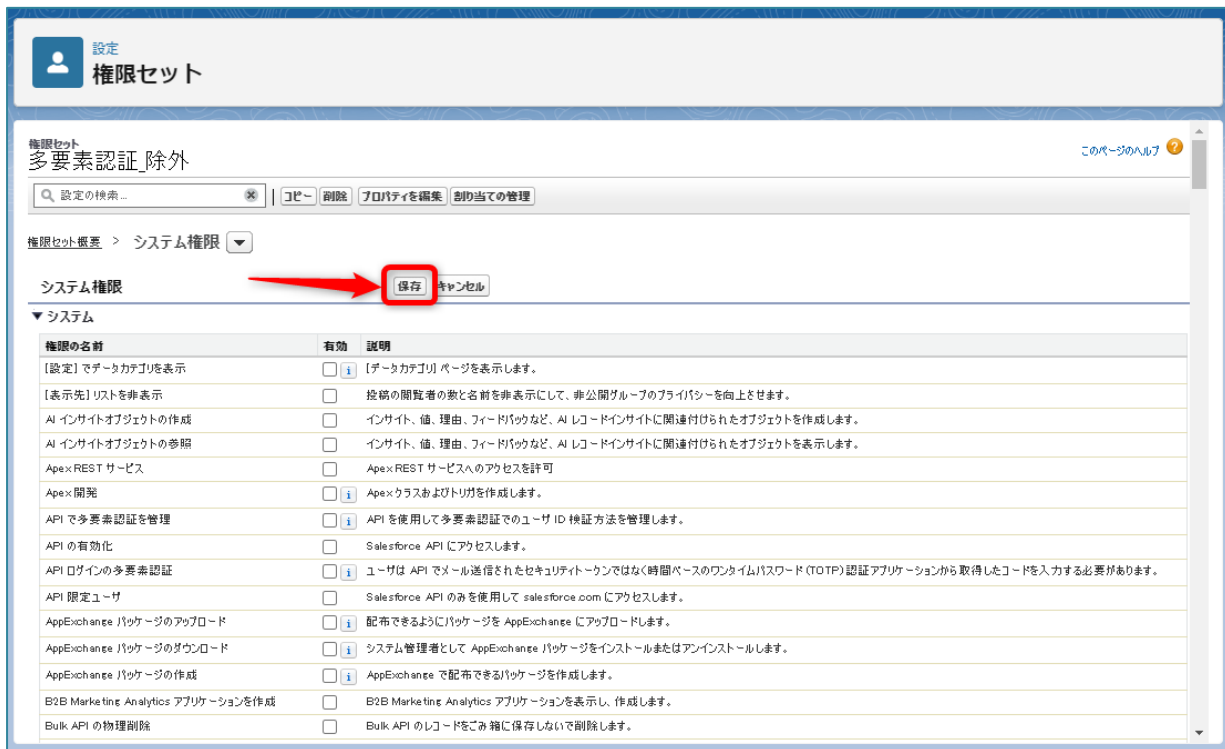 設定
権限セット
権限セット
多要素認証_除外
このページのヘルプ
設定の検索...
コピー 削除 プロパティを編集 割り当ての管理
権限セット概要 > システム権限
システム権限 保存 キャンセル
システム
権限の名前 有効 説明
[設定] でデータカテゴリを表示 [データカテゴリ] ページを表示します。
[表示先] リストを非表示 投稿の閲覧者の数と名前を非表示にして、非公開グループのプライバシーを向上させます。
AI インサイトオブジェクトの作成 インサイト、値、理由、フィードバックなど、AI レコードインサイトに関連付けられたオブジェクトを作成します。
AI インサイトオブジェクトの参照 インサイト、値、理由、フィードバックなど、AI レコードインサイトに関連付けられたオブジェクトを表示します。
Apex REST サービス Apex REST サービスへのアクセスを許可
Apex 開発 Apex クラスおよびトリガを作成します。
API で多要素認証を管理 API を使用して多要素認証でのユーザ ID 検証方法を管理します。
API の有効化 Salesforce API にアクセスします。
API ログインの多要素認証 ユーザは API でメール送信されたセキュリティトークンではなく時間ベースのワンタイムパスワード (TOTP) 認証アプリケーションから取得したコードを入力する必要があります。
API 限定ユーザ Salesforce API のみを使用して salesforce.com にアクセスします。
AppExchange パッケージのアップロード 配布できるようにパッケージを AppExchange にアップロードします。
AppExchange パッケージのダウンロード システム管理者として AppExchange パッケージをインストールまたはアンインストールします。
AppExchange パッケージの作成 AppExchange で配布できるパッケージを作成します。
B2B Marketing Analytics アプリケーションを作成 B2B Marketing Analytics アプリケーションを表示し、作成します。
Bulk API の物理削除 Bulk API のレコードをごみ箱に保存しないで削除します。